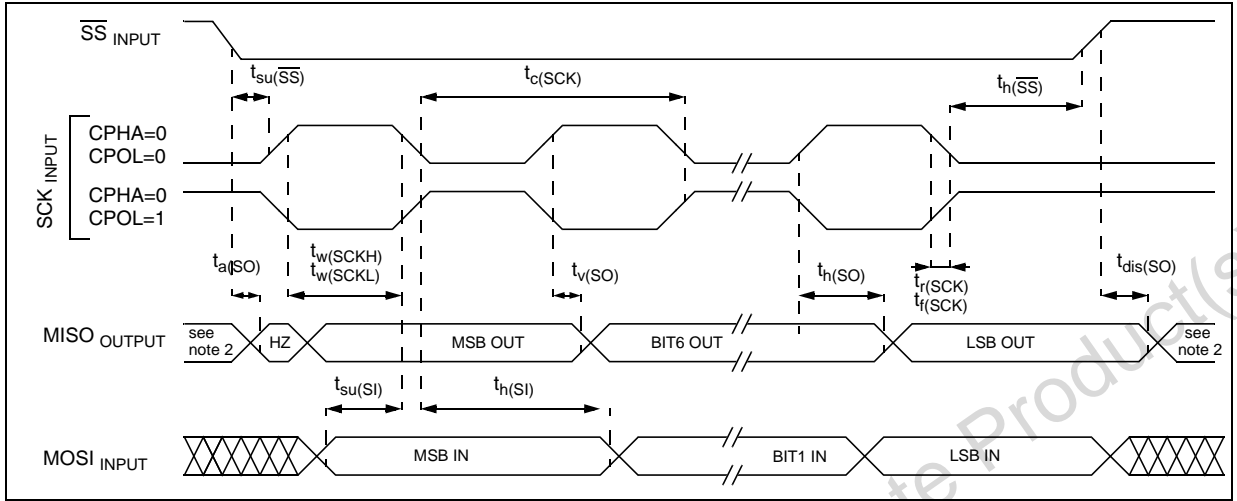 SS INPUT
tsu(SS)
tc(SCK)
th(SS)
SCK INPUT
CPHA=0
CPOL=0
CPHA=0
CPOL=1
ta(SO)
tw(SCKH)
tw(SCKL)
tv(SO)
th(SO)
tr(SCK)
tf(SCK)
tdis(SO)
MISO OUTPUT
see
note 2
HZ
MSB OUT
BIT6 OUT
LSB OUT
see
note 2
tsu(SI)
th(SI)
MOSI INPUT
MSB IN
BIT1 IN
LSB IN
Product(s